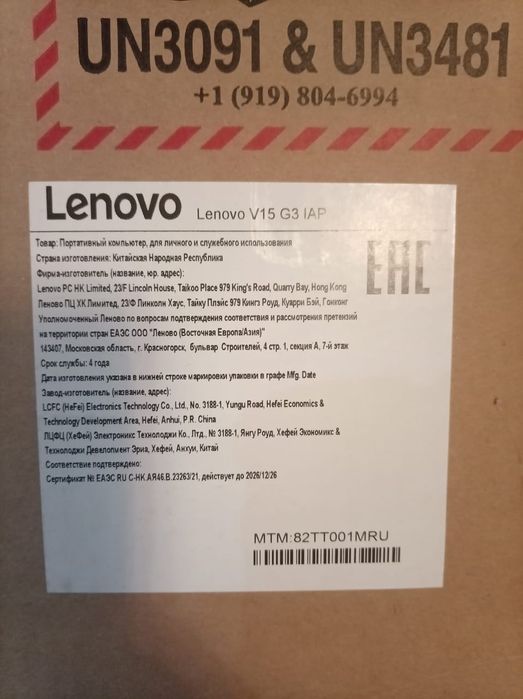 UN3091 & UN3481
+1 (919) 804-6994
Lenovo Lenovo V15 G3 IAP
Товар: Портативный компьютер, для личного и служебного использования
Страна изготовления: Китайская Народная Республика
Фирма-изготовитель (название, юр. адрес):
EAC
Lenovo PC HK Limited, 23/F Lincoln House, Taikoo Place 979 King's Road, Quarry Bay, Hong Kong
Леново ПЦ ХК Лимитед, 23/Ф Линколн Хаус, Тайку Плэйс 979 Кингз Роуд, Куарри Бэй, Гонконг
Уполномоченный Леново по вопросам подтверждения соответствия и рассмотрения претензий
на территории стран ЕАЭС ООО "Леново (Восточная Европа/Азия)"
143407, Московская область, г. Красногорск, бульвар Строителей, 4 стр. 1, секция А, 7-й этаж
Срок службы: 4 года
Дата изготовления указана в нижней строке маркировки упаковки в графе Mfg. Date
Завод-изготовитель (название, адрес):
LCFC (HeFei) Electronics Technology Co., Ltd., No. 3188-1, Yungu Road, Hefei Economics &
Technology Development Area, Hefei, Anhui, P.R. China
ЛЦФЦ (ХеФей) Электроникс Технолоджи Ко., Лтд., № 3188-1, Янгу Роуд, Хефей Экономикс &
Технолоджи Девелопмент Эриа, Хефей, Анхуи, Китай
Соответствие подтверждено:
Сертификат № ЕАЭС RU С-HK.АЯ46.В.23263/21, действует до 2026/12/26
MTM:82TT001MRU